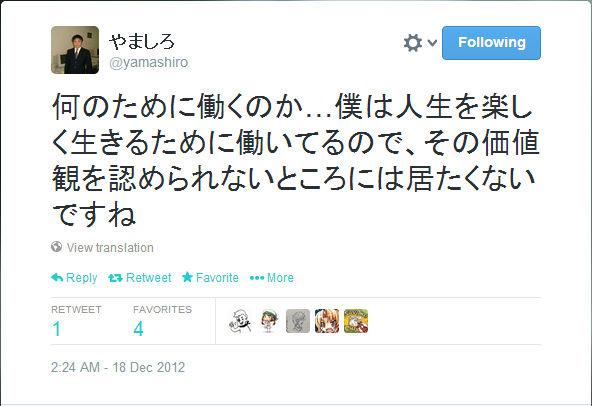 やましろ
@yamashiro
Following
何のために働くのか…僕は人生を楽し
く生きるために働いてるので、その価値
観を認められないところには居たくない
ですね
View translation
Reply Retweet Favorite More
RETWEET FAVORITES
1 4
2:24 AM - 18 Dec 2012